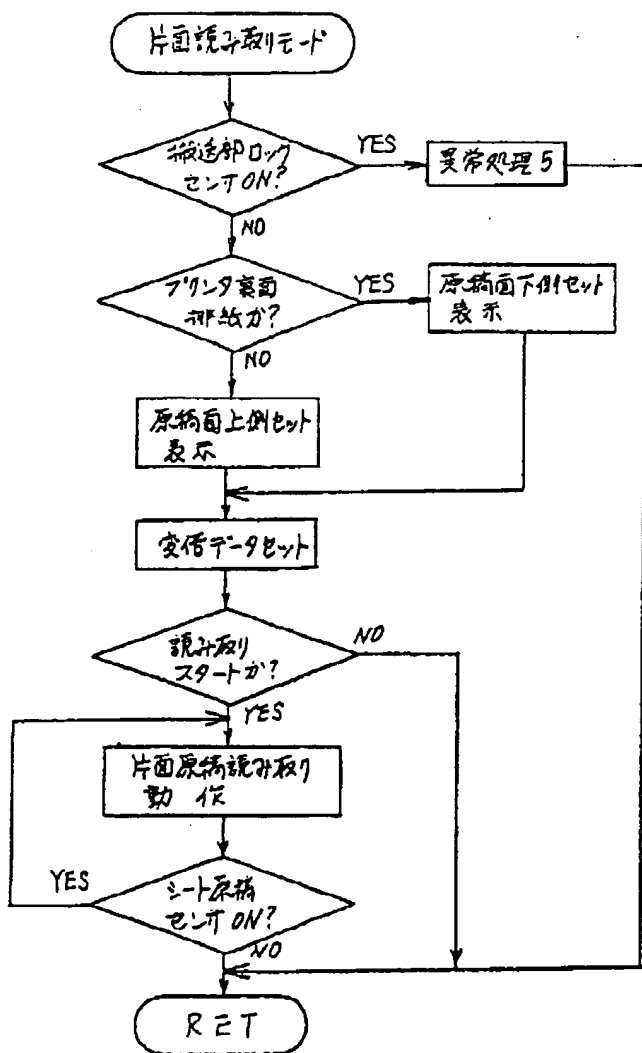 片面読み取りモード
搬送部ロック
センサON?
YES
異常処理5
NO
プリンタ裏面
排紙か?
YES
原稿面下側セット
表示
NO
原稿面上側セット
表示
変倍データセット
読み取り
スタートか?
NO
YES
片面原稿読み取り
動 作
シート原稿
センサON?
YES
NO
RET